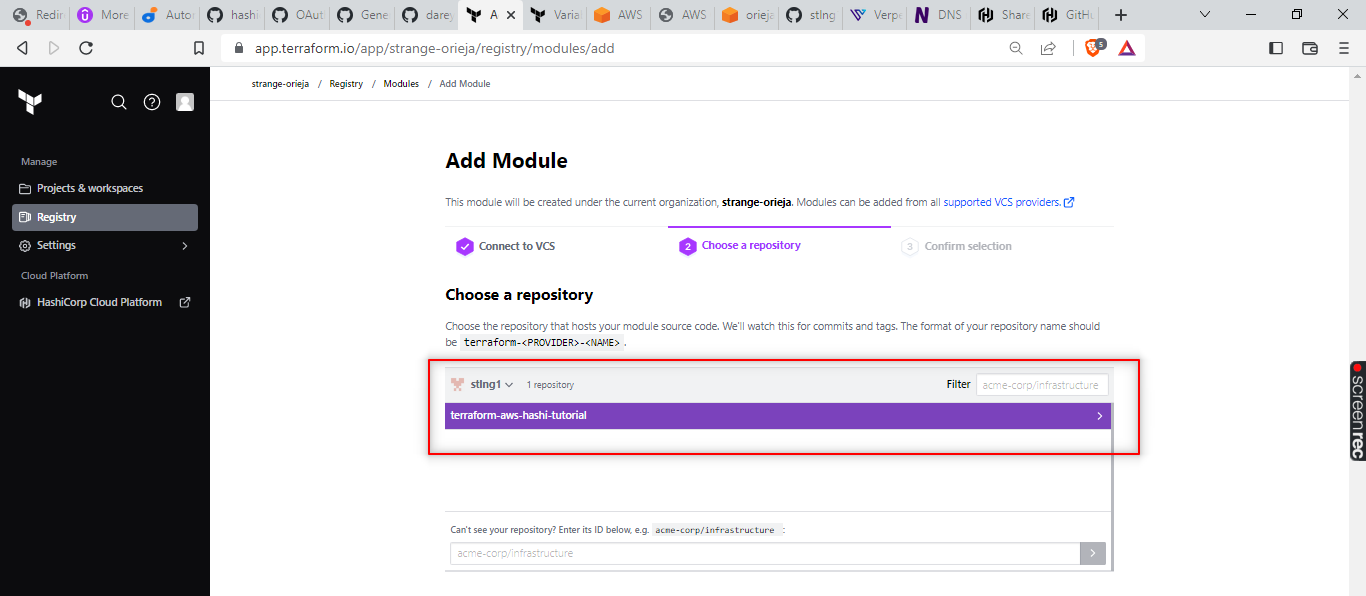 Redir More Auto hashi OAut Gene darey A Varia AWS AWS orieja stlng Verpe DNS Share GitHu
app.terraform.io/app/strange-orieja/registry/modules/add 5
strange-orieja / Registry / Modules / Add Module
Manage
Projects & workspaces
Registry
Settings
Cloud Platform
HashiCorp Cloud Platform
Add Module
This module will be created under the current organization, strange-orieja. Modules can be added from all supported VCS providers.
Connect to VCS
2 Choose a repository
3 Confirm selection
Choose a repository
Choose the repository that hosts your module source code. We'll watch this for commits and tags. The format of your repository name should
be terraform-<PROVIDER>-<NAME>.
stlng1 1 repository Filter acme-corp/infrastructure
terraform-aws-hashi-tutorial
Can't see your repository? Enter its ID below, e.g. acme-corp/infrastructure :
acme-corp/infrastructure
screenrec